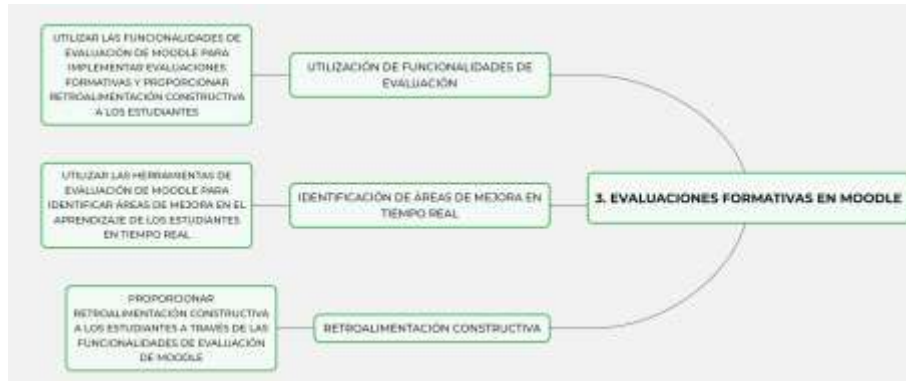 UTILIZAR LAS FUNCIONALIDADES DE
EVALUACIÓN DE MOODLE PARA
IMPLEMENTAR EVALUACIONES
FORMATIVAS Y PROPORCIONAR
RETROALIMENTACIÓN CONSTRUCTIVA
A LOS ESTUDIANTES
UTILIZACIÓN DE FUNCIONALIDADES DE
EVALUACIÓN
UTILIZAR LAS HERRAMIENTAS DE
EVALUACIÓN DE MOODLE PARA
IDENTIFICAR ÁREAS DE MEJORA EN EL
APRENDIZAJE DE LOS ESTUDIANTES
EN TIEMPO REAL
IDENTIFICACIÓN DE ÁREAS DE MEJORA EN
TIEMPO REAL
3. EVALUACIONES FORMATIVAS EN MOODLE
PROPORCIONAR
RETROALIMENTACIÓN CONSTRUCTIVA
A LOS ESTUDIANTES A TRAVÉS DE LAS
FUNCIONALIDADES DE EVALUACIÓN
DE MOODLE
RETROALIMENTACIÓN CONSTRUCTIVA